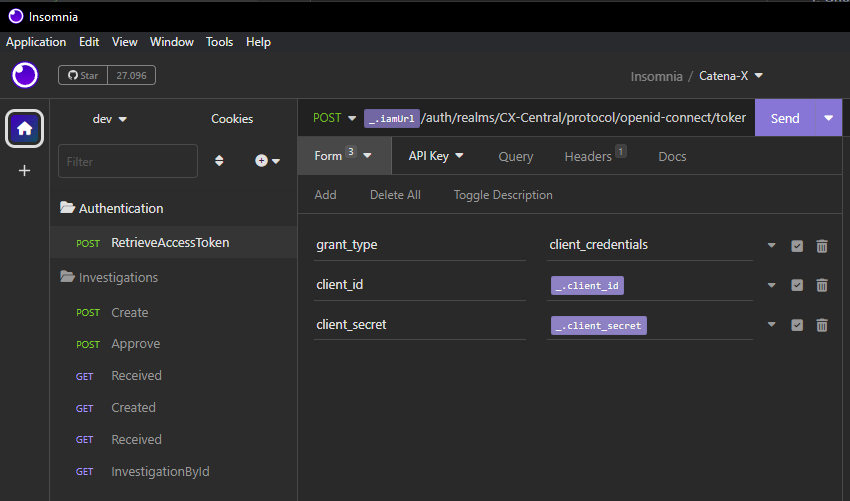 Insomnia
Application Edit View Window Tools Help
Star 27.096
Insomnia / Catena-X
dev Cookies
POST _.iamUrl /auth/realms/CX-Central/protocol/openid-connect/token Send
Form 3 API Key Query Headers 1 Docs
Filter
Add Delete All Toggle Description
Authentication
POST RetrieveAccessToken
Investigations
POST Create
POST Approve
GET Received
GET Created
GET Received
GET InvestigationById
grant_type client_credentials
client_id _.client_id
client_secret _.client_secret